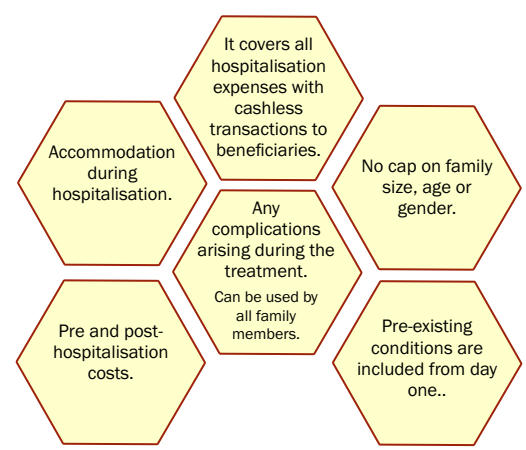 It covers all
hospitalisation
expenses with
cashless
transactions to
beneficiaries.
Accommodation
during
hospitalisation.
No cap on family
size, age or
gender.
Any
complications
arising during the
treatment.
Can be used by
all family
members.
Pre and post-
hospitalisation
costs.
Pre-existing
conditions are
included from day
one..